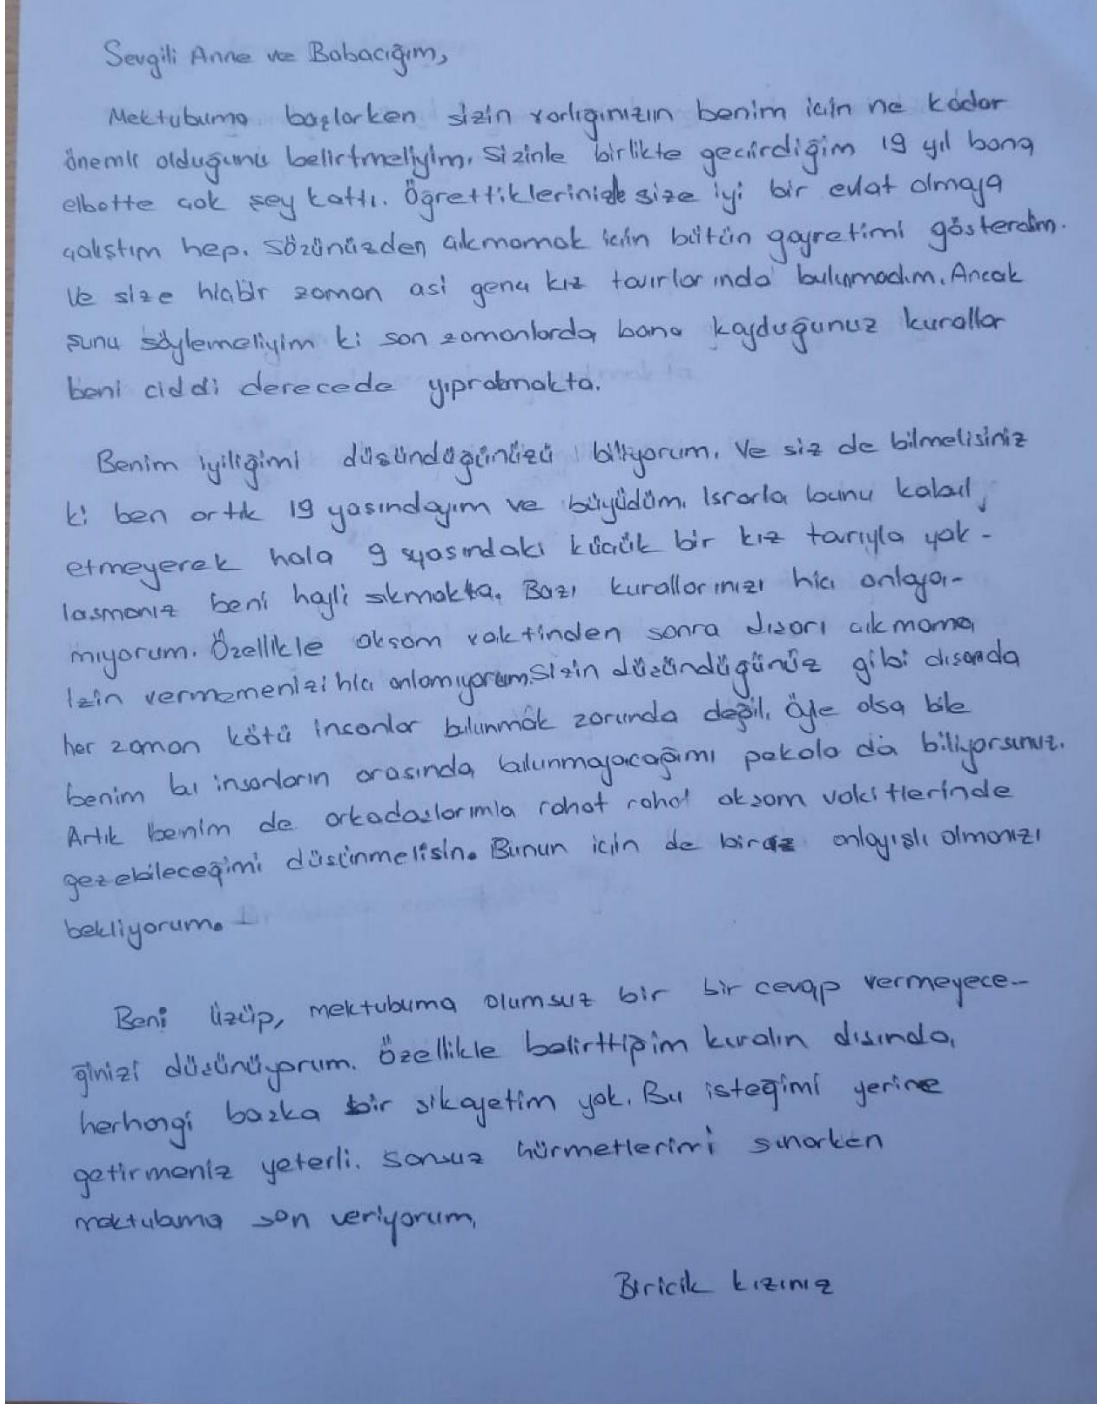 Sevgili Anne ve Babacığım,
Mektubuma başlarken sizin varlığınızın benim için ne kadar
önemli olduğunu belirtmeliyim. Sizinle birlikte geçirdiğim 19 yıl bana
elbette çok şey kattı. Öğrettiklerinizle size iyi bir evlat olmaya
çalıştım hep. Sözünüzden çıkmamak için bütün gayretimi gösterdim.
Ve size hiçbir zaman asi genç kız tavırlarında bulunmadım. Ancak
şunu söylemeliyim ki son zamanlarda bana koyduğunuz kurallar
beni ciddi derecede yıpratmakta.
Benim iyiliğimi düşündüğünüzü biliyorum. Ve siz de bilmelisiniz
ki ben artık 19 yaşındayım ve büyüdüm. Israrla bunu kabul
etmeyerek hala 9 yaşındaki küçük bir kız tavrıyla yak-
laşmanız beni hayli sıkmakta. Bazı kurallarınızı hiç anlaya-
mıyorum. Özellikle akşam vaktinden sonra dışarı çıkmama
izin vermemenizi hiç anlamıyorum. Sizin düşündüğünüz gibi dışarıda
her zaman kötü insanlar bulunmak zorunda değil. Öyle olsa bile
benim bu insanların arasında bulunmayacağımı pekala da biliyorsunuz.
Artık benim de arkadaşlarımla rahat rahat akşam vakitlerinde
gezebileceğimi düşünmelisin. Bunun için de biraz anlayışlı olmanızı
bekliyorum.
Beni üzüp, mektubuma olumsuz bir bir cevap vermeyece-
ğinizi düşünüyorum. Özellikle belirttiğim kuralın dışında,
herhangi başka bir şikayetim yok. Bu isteğimi yerine
getirmeniz yeterli. Sonsuz hürmetlerimi sunarken
mektubuma son veriyorum.
Biricik kızınız